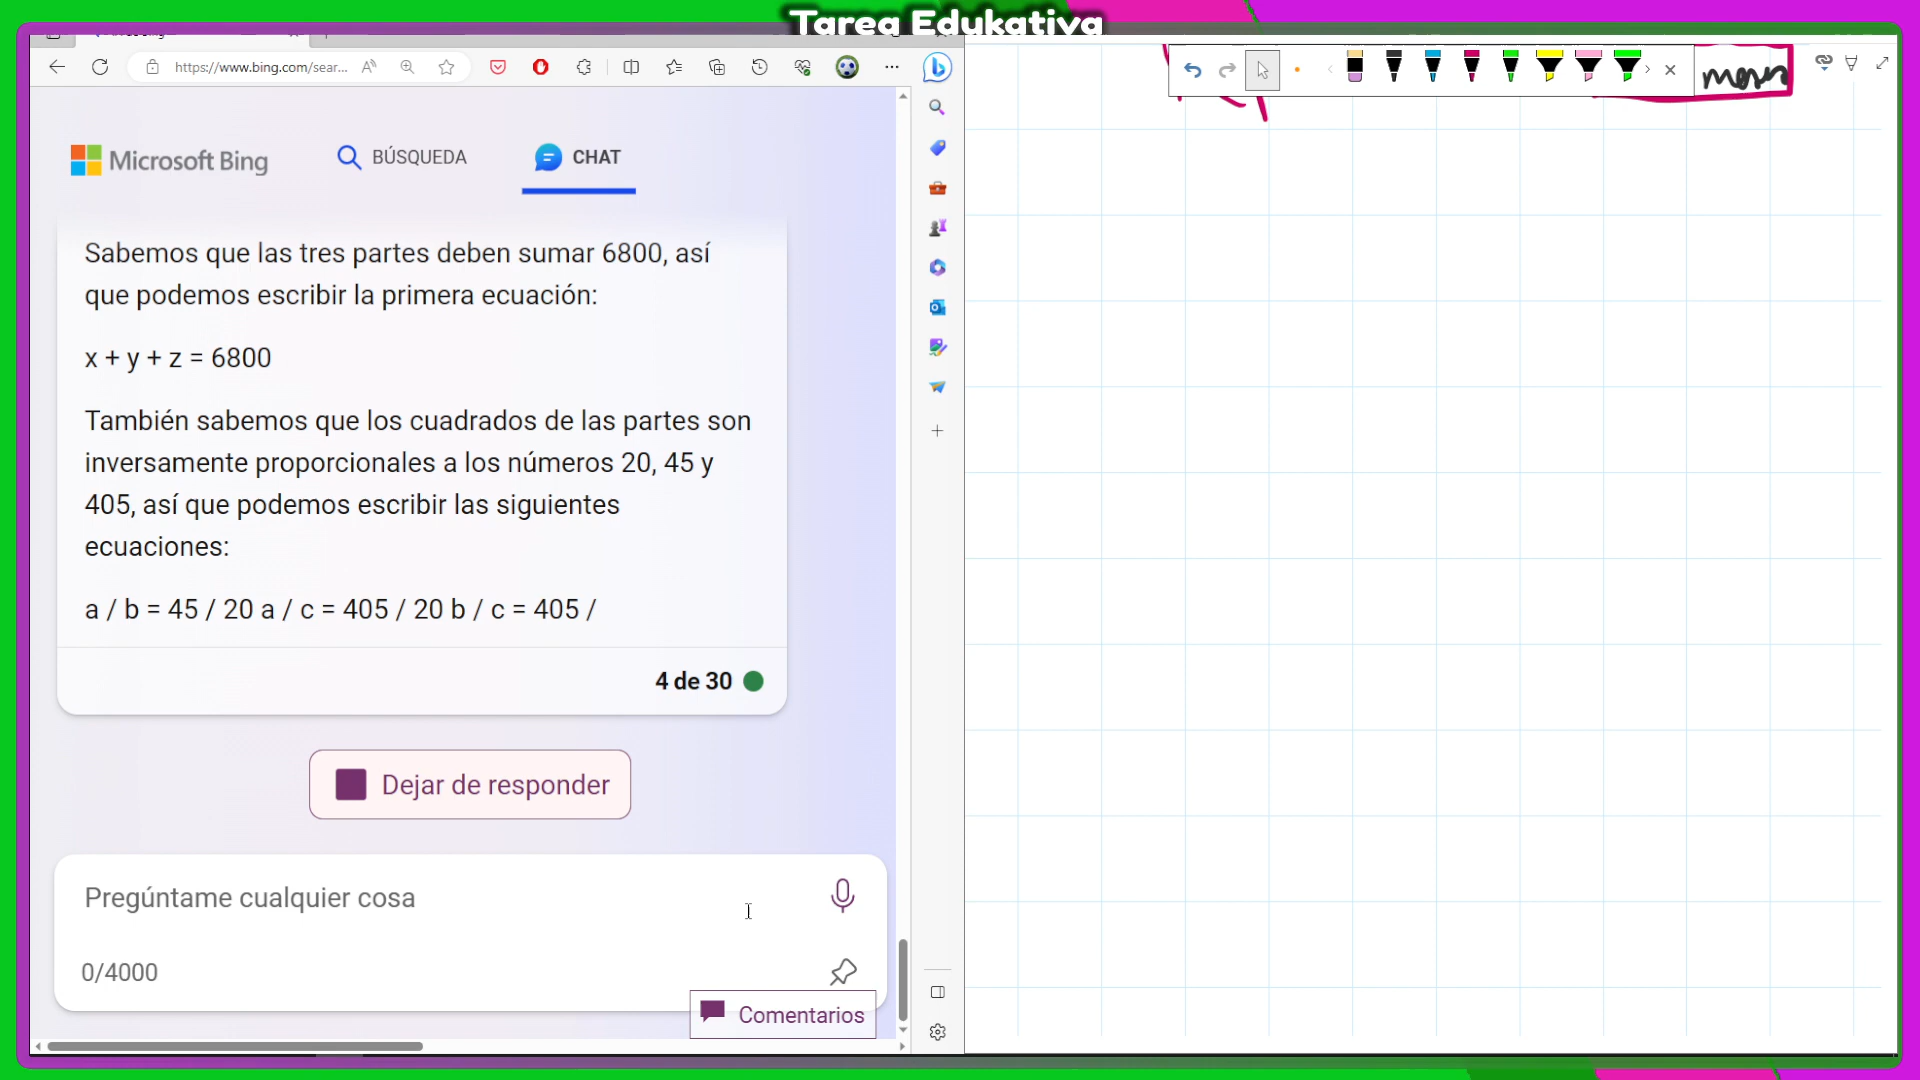 Tarea Edukativa
https://www.bing.com/sear...
Microsoft Bing
BÚSQUEDA
CHAT
Sabemos que las tres partes deben sumar 6800, así
que podemos escribir la primera ecuación:
x + y + z = 6800
También sabemos que los cuadrados de las partes son
inversamente proporcionales a los números 20, 45 y
405, así que podemos escribir las siguientes
ecuaciones:
a / b = 45 / 20 a / c = 405 / 20 b / c = 405 /
4 de 30
Dejar de responder
Pregúntame cualquier cosa
0/4000
Comentarios